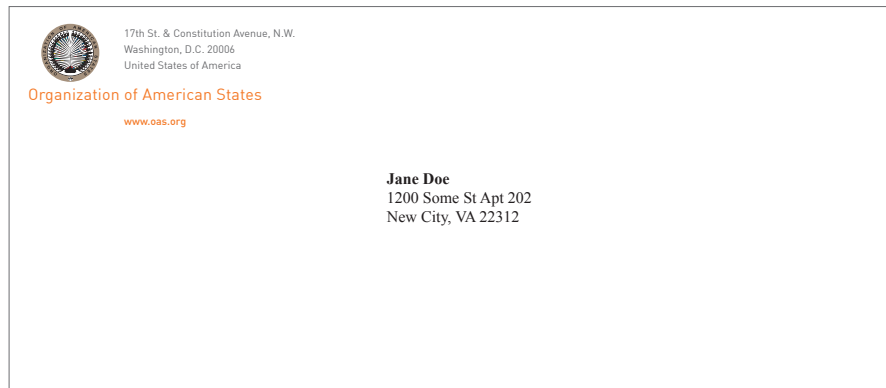 17th St. & Constitution Avenue, N.W.
Washington, D.C. 20006
United States of America
Organization of American States
www.oas.org
Jane Doe
1200 Some St Apt 202
New City, VA 22312